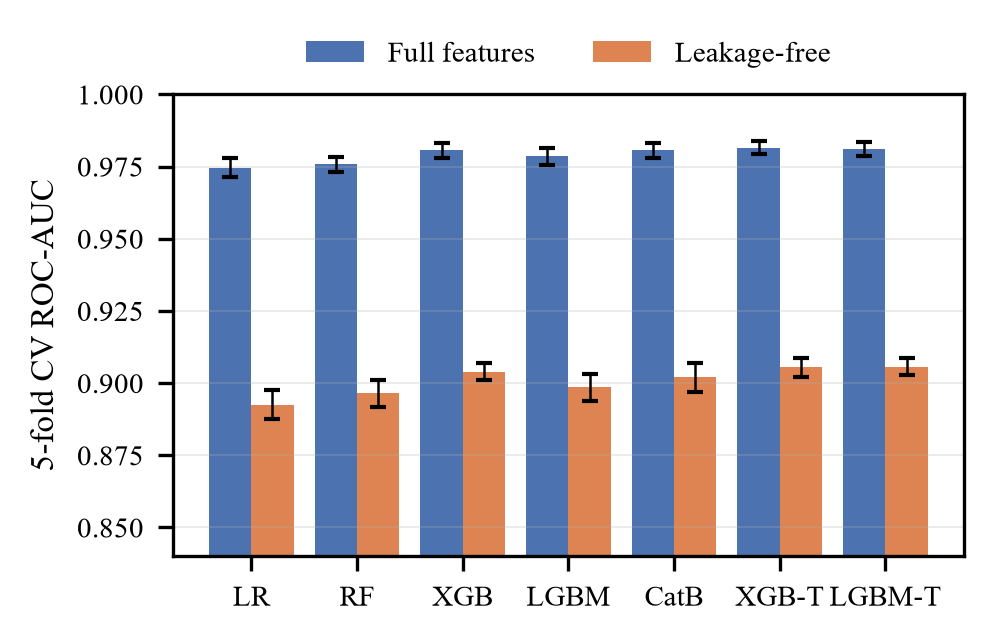 Full features Leakage-free
1.000
0.975
0.950
0.925
0.900
0.875
0.850
5-fold CV ROC-AUC
LR RF XGB LGBM CatB XGB-T LGBM-T